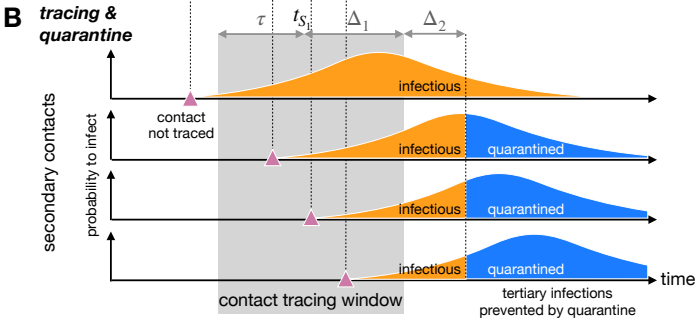 B
tracing &
quarantine
τ
tS1
Δ1
Δ2
secondary contacts
probability to infect
infectious
contact
not traced
infectious
quarantined
infectious
quarantined
infectious
quarantined
time
contact tracing window
tertiary infections
prevented by quarantine